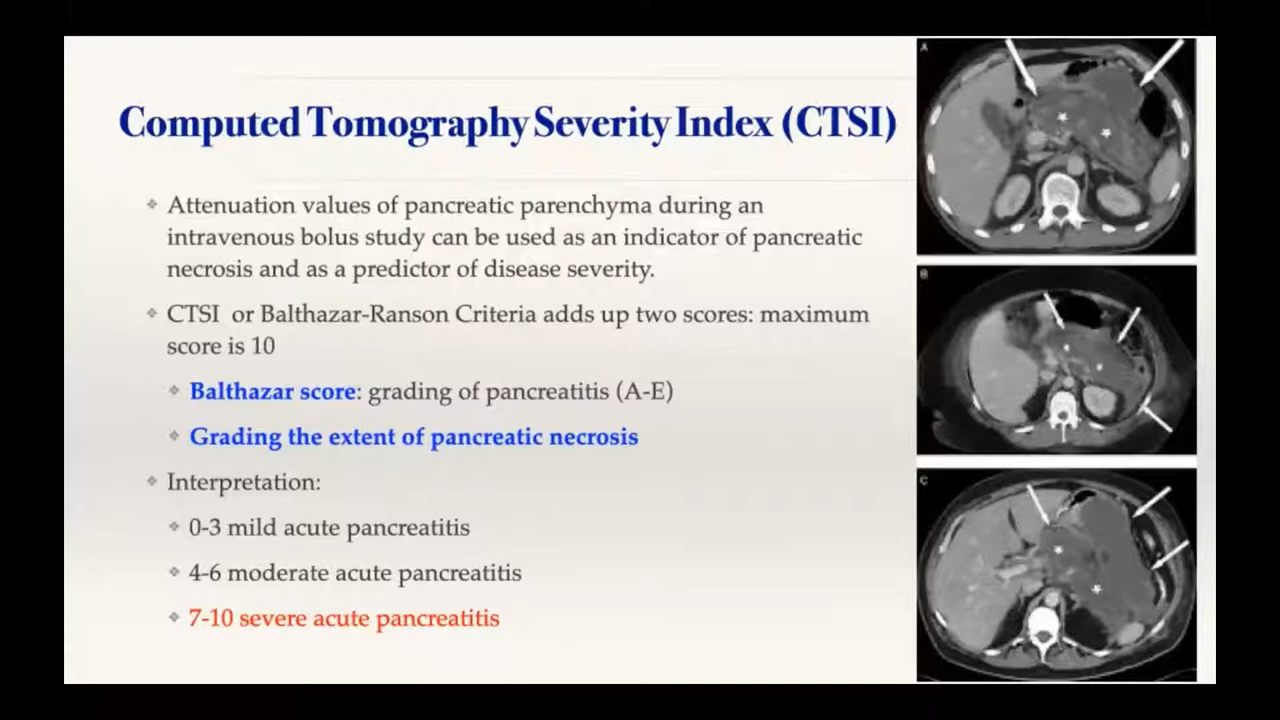 Computed Tomography Severity Index (CTSI)
❖ Attenuation values of pancreatic parenchyma during an
intravenous bolus study can be used as an indicator of pancreatic
necrosis and as a predictor of disease severity.
❖ CTSI or Balthazar-Ranson Criteria adds up two scores: maximum
score is 10
❖ Balthazar score: grading of pancreatitis (A-E)
❖ Grading the extent of pancreatic necrosis
❖ Interpretation:
❖ 0-3 mild acute pancreatitis
❖ 4-6 moderate acute pancreatitis
❖ 7-10 severe acute pancreatitis
A
B
C